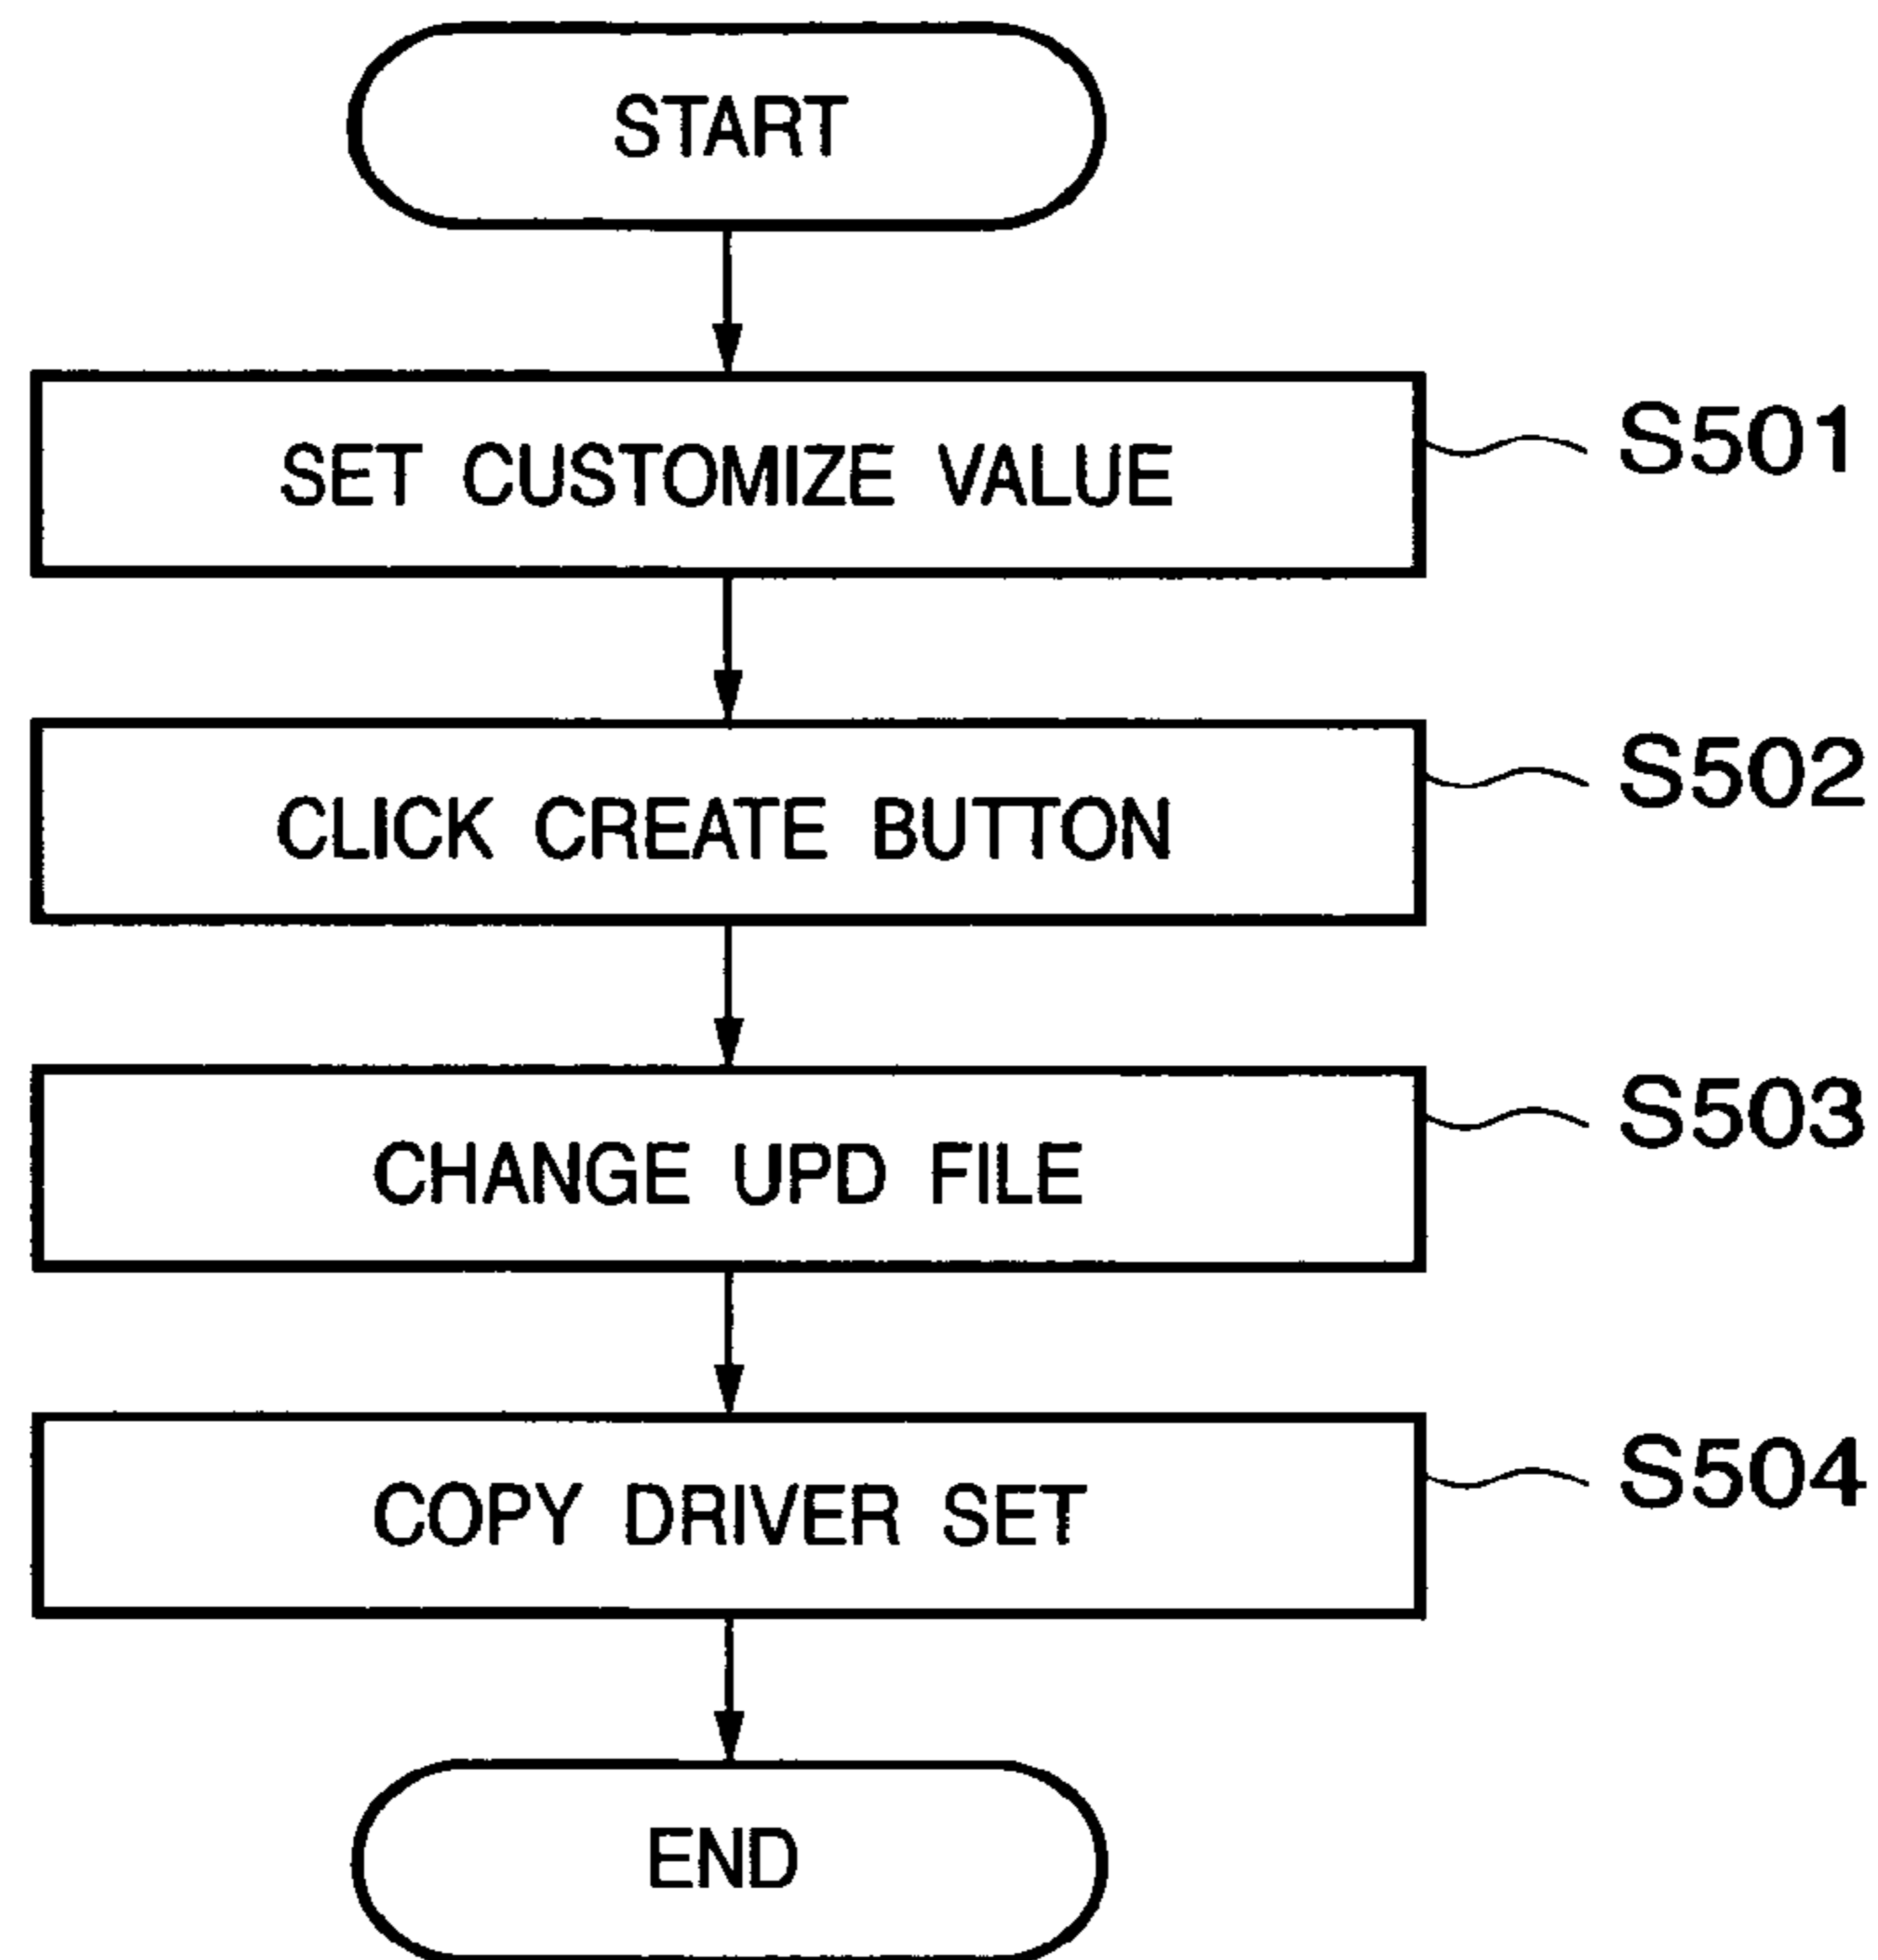 START
SET CUSTOMIZE VALUE
S501
CLICK CREATE BUTTON
S502
CHANGE UPD FILE
S503
COPY DRIVER SET
S504
END